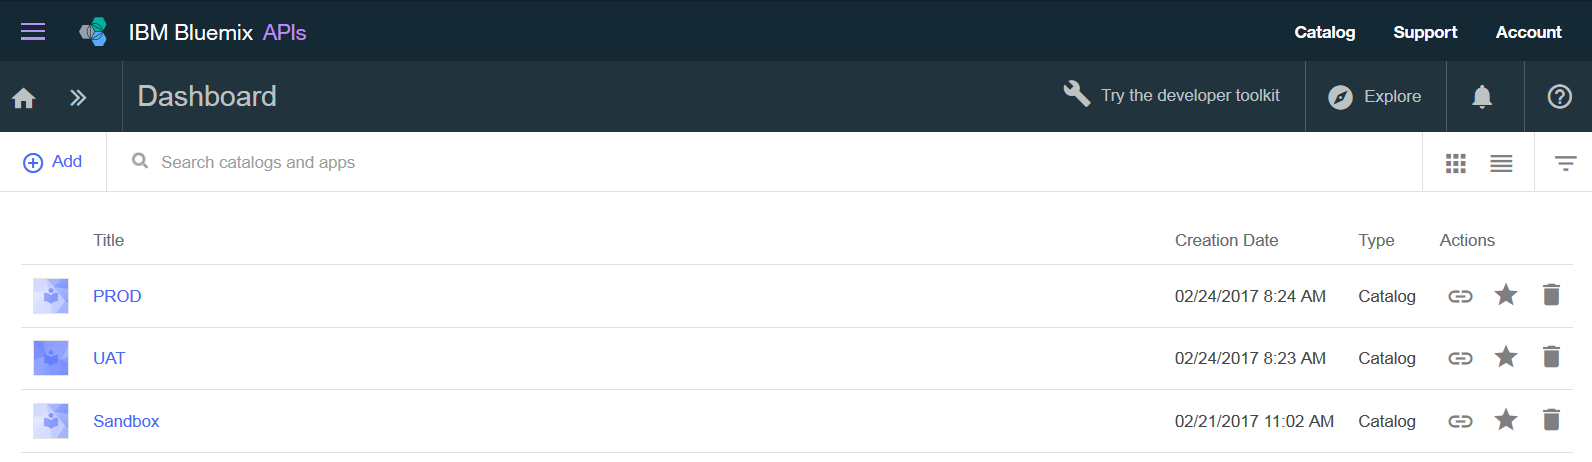 IBM Bluemix APIs Catalog Support Account
Dashboard Try the developer toolkit Explore
Add Search catalogs and apps
Title Creation Date Type Actions
PROD 02/24/2017 8:24 AM Catalog
UAT 02/24/2017 8:23 AM Catalog
Sandbox 02/21/2017 11:02 AM Catalog